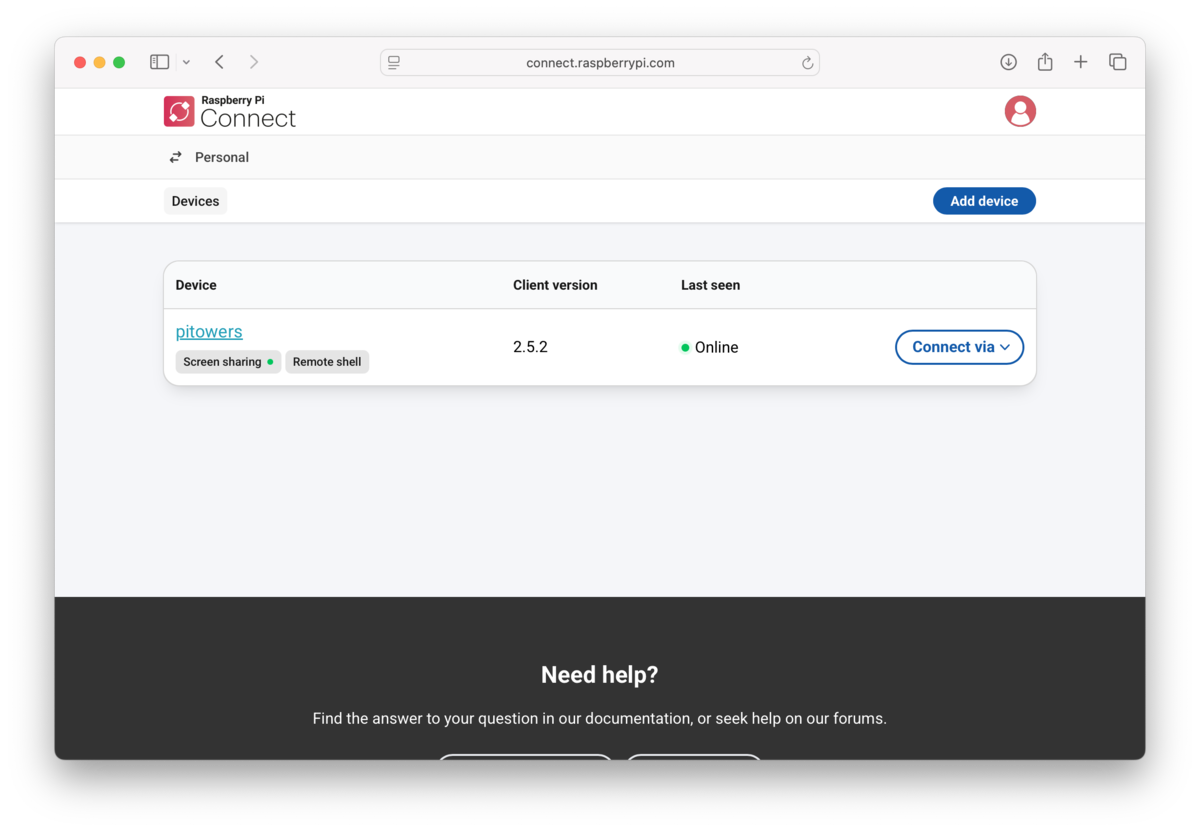 connect.raspberrypi.com
Raspberry Pi
Connect
Personal
Devices
Add device
Device
Client version
Last seen
pitowers
Screen sharing
Remote shell
2.5.2
Online
Connect via
Need help?
Find the answer to your question in our documentation, or seek help on our forums.